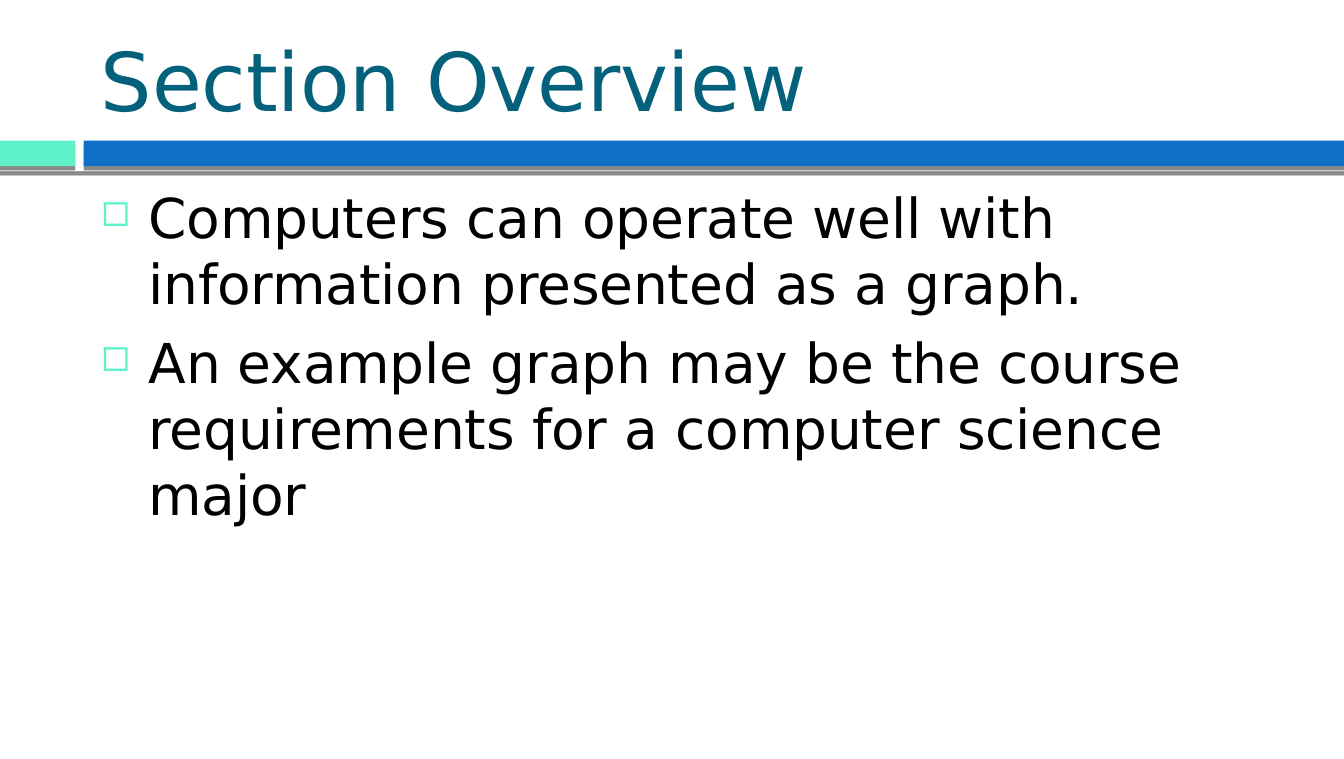 Section Overview
Computers can operate well with
information presented as a graph.
An example graph may be the course
requirements for a computer science
major